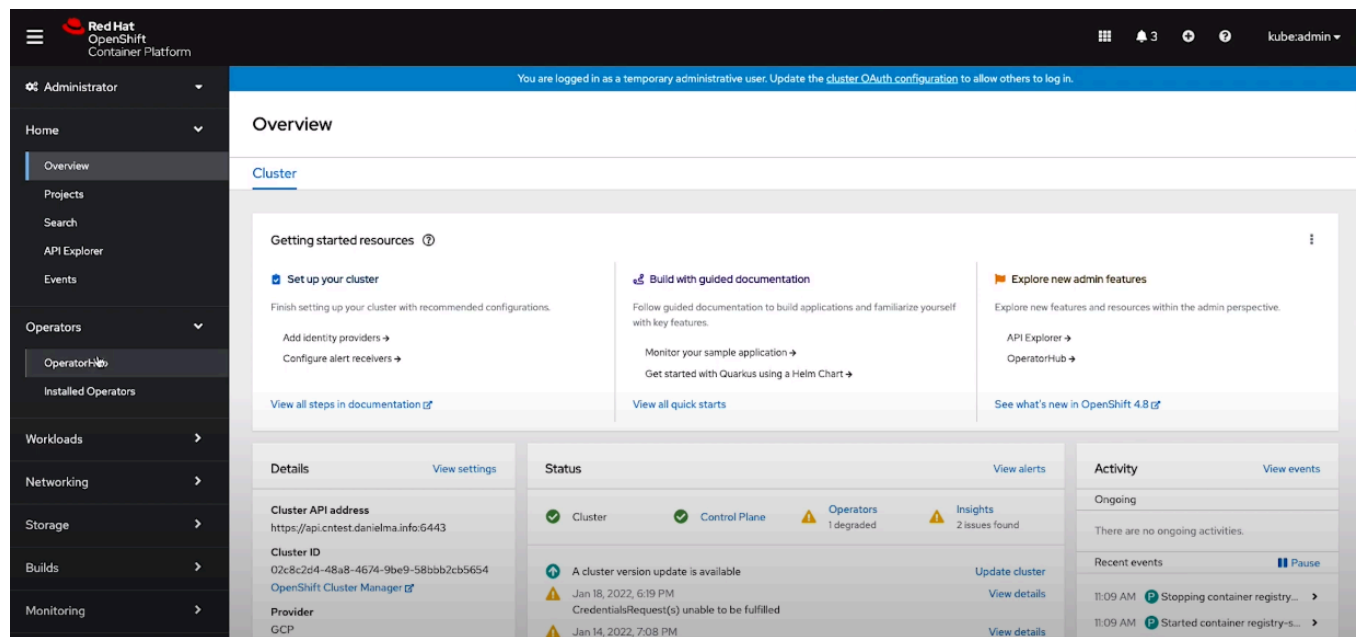 Red Hat
OpenShift
Container Platform
3
kube:admin
Administrator
You are logged in as a temporary administrative user. Update the cluster OAuth configuration to allow others to log in.
Home
Overview
Projects
Search
API Explorer
Events
Operators
OperatorHub
Installed Operators
Workloads
Networking
Storage
Builds
Monitoring
Overview
Cluster
Getting started resources
Set up your cluster
Finish setting up your cluster with recommended configurations.
Add identity providers →
Configure alert receivers →
View all steps in documentation
Build with guided documentation
Follow guided documentation to build applications and familiarize yourself
with key features.
Monitor your sample application →
Get started with Quarkus using a Helm Chart →
View all quick starts
Explore new admin features
Explore new features and resources within the admin perspective.
API Explorer →
OperatorHub →
See what's new in OpenShift 4.8
Details
View settings
Cluster API address
https://api.cntest.danielma.info:6443
Cluster ID
02c8c2d4-48a8-4674-9be9-58bbb2cb5654
OpenShift Cluster Manager
Provider
GCP
Status
View alerts
Cluster
Control Plane
Operators
1 degraded
Insights
2 issues found
A cluster version update is available
Update cluster
Jan 18, 2022, 6:19 PM
View details
CredentialsRequest(s) unable to be fulfilled
Jan 14, 2022, 7:08 PM
View details
Activity
View events
Ongoing
There are no ongoing activities.
Recent events
Pause
11:09 AM P Stopping container registry...
11:09 AM P Started container registry-s...